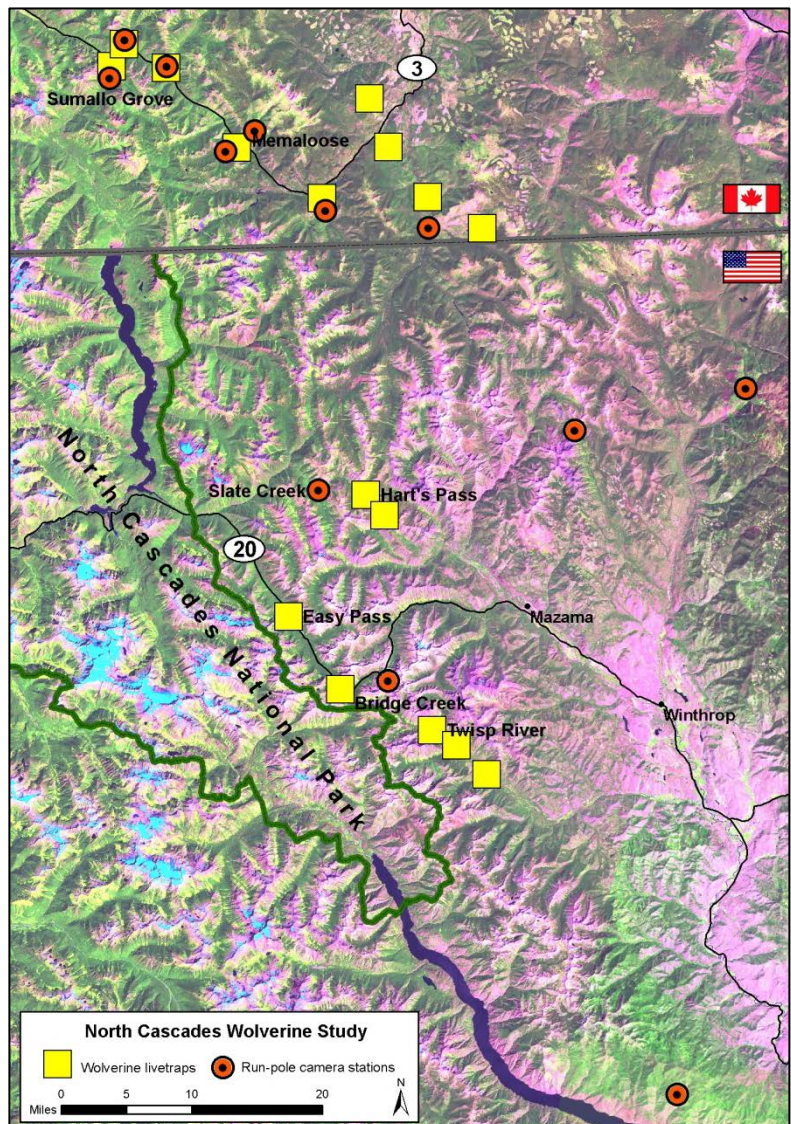 3
Sumallo Grove
Memaloose
North Cascades National Park
Slate Creek
Hart's Pass
20
Easy Pass
Mazama
Bridge Creek
Winthrop
Twisp River
North Cascades Wolverine Study
Wolverine livetraps
Run-pole camera stations
0 10 20
Miles
N